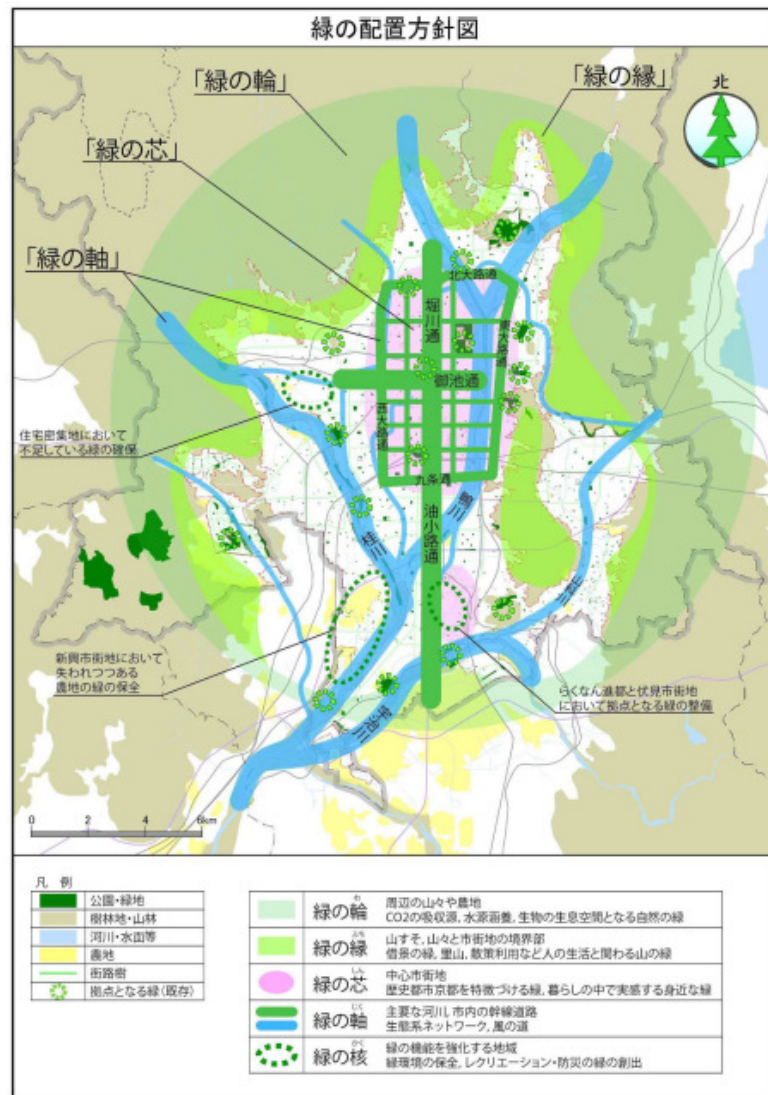 緑の配置方針図
「緑の輪」
「緑の縁」
北
「緑の芯」
「緑の軸」
北大路通
堀川通
東大路通
御池通
西大路通
住宅密集地において
不足している緑の確保
九条通
鴨川
油小路通
桂川
山科川
新興市街地において
失われつつある
農地の緑の保全
らくなん進都と伏見市街地
において拠点となる緑の整備
宇治川
0 2 4 6km
凡 例
公園・緑地
樹林地・山林
河川・水面等
農地
街路樹
拠点となる緑(既存)
わ
緑の輪
周辺の山々や農地
CO2の吸収源, 水源涵養, 生物の生息空間となる自然の緑
ふち
緑の縁
山すそ, 山々と市街地の境界部
借景の緑, 里山, 散策利用など人の生活と関わる山の緑
しん
緑の芯
中心市街地
歴史都市京都を特徴づける緑, 暮らしの中で実感する身近な緑
じく
緑の軸
主要な河川, 市内の幹線道路
生態系ネットワーク, 風の道
かく
緑の核
緑の機能を強化する地域
緑環境の保全, レクリエーション・防災の緑の創出